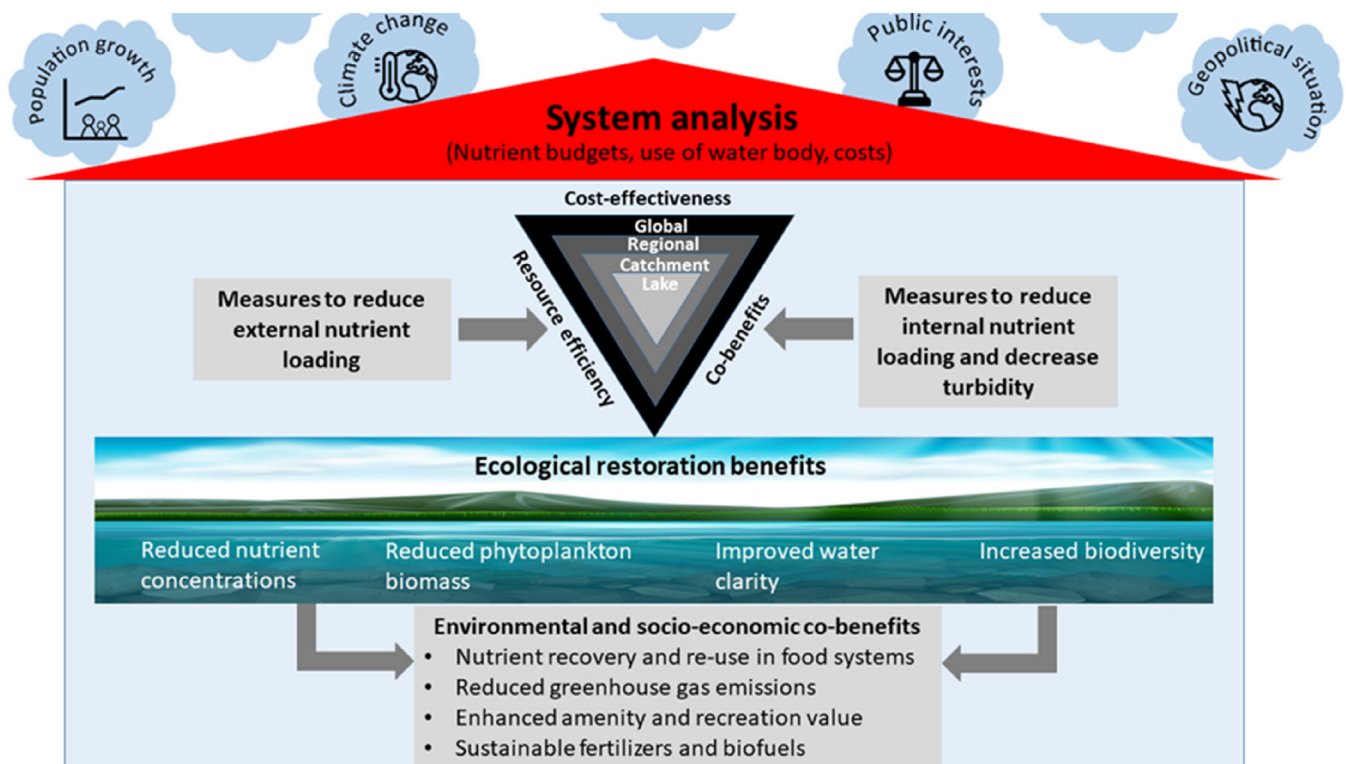 Population growth
Climate change
Public interests
Geopolitical situation
System analysis
(Nutrient budgets, use of water body, costs)
Cost-effectiveness
Global
Regional
Catchment
Lake
Resource efficiency
Co-benefits
Measures to reduce
external nutrient
loading
Measures to reduce
internal nutrient
loading and decrease
turbidity
Ecological restoration benefits
Reduced nutrient
concentrations
Reduced phytoplankton
biomass
Improved water
clarity
Increased biodiversity
Environmental and socio-economic co-benefits
• Nutrient recovery and re-use in food systems
• Reduced greenhouse gas emissions
• Enhanced amenity and recreation value
• Sustainable fertilizers and biofuels